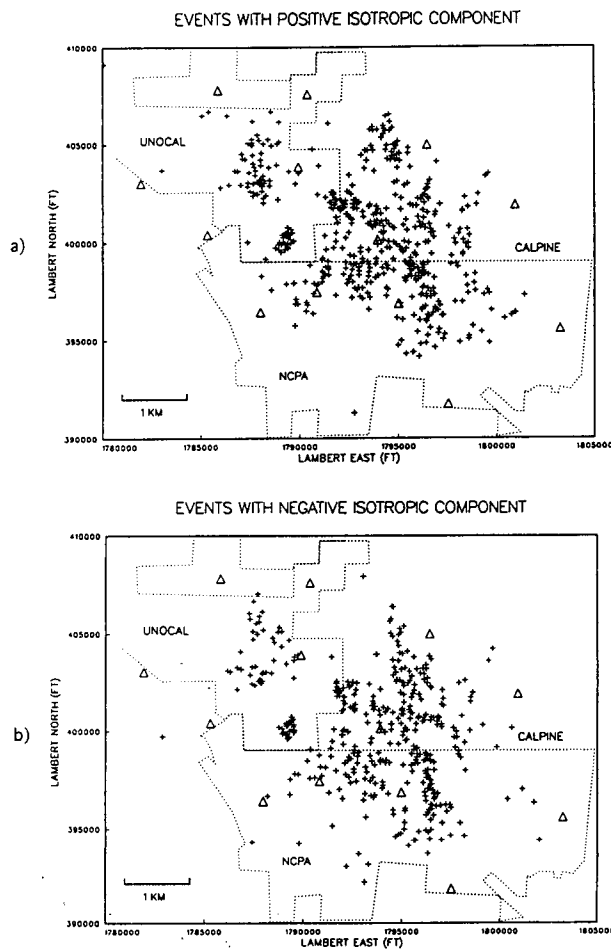 EVENTS WITH POSITIVE ISOTROPIC COMPONENT
a)
LAMBERT NORTH (FT)
410000
405000
400000
395000
390000
UNOCAL
CALPINE
NCPA
1 KM
1780000 1785000 1790000 1795000 1800000 1805000
LAMBERT EAST (FT)
EVENTS WITH NEGATIVE ISOTROPIC COMPONENT
b)
LAMBERT NORTH (FT)
410000
405000
400000
395000
390000
UNOCAL
CALPINE
NCPA
1 KM
1780000 1785000 1790000 1795000 1800000 1805000
LAMBERT EAST (FT)